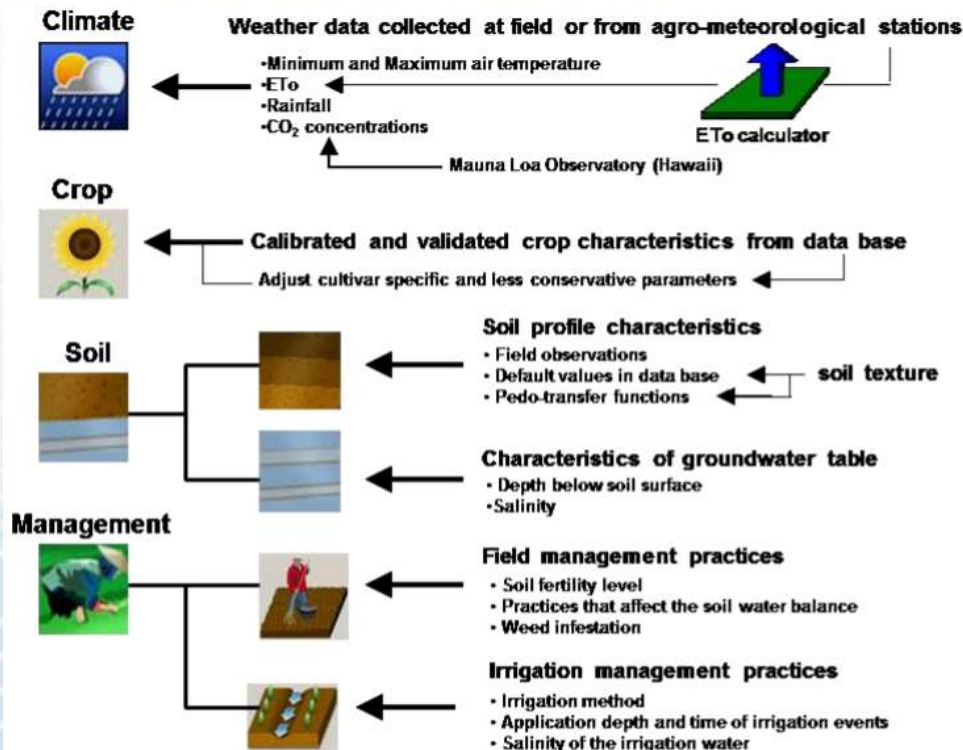 Climate
Weather data collected at field or from agro-meteorological stations
•Minimum and Maximum air temperature
•ETo
•Rainfall
•CO₂ concentrations
ETo calculator
Mauna Loa Observatory (Hawaii)
Crop
Calibrated and validated crop characteristics from data base
Adjust cultivar specific and less conservative parameters
Soil
Soil profile characteristics
• Field observations
• Default values in data base
• Pedo-transfer functions
soil texture
Characteristics of groundwater table
• Depth below soil surface
• Salinity
Management
Field management practices
• Soil fertility level
• Practices that affect the soil water balance
• Weed infestation
Irrigation management practices
• Irrigation method
• Application depth and time of irrigation events
• Salinity of the irrigation water